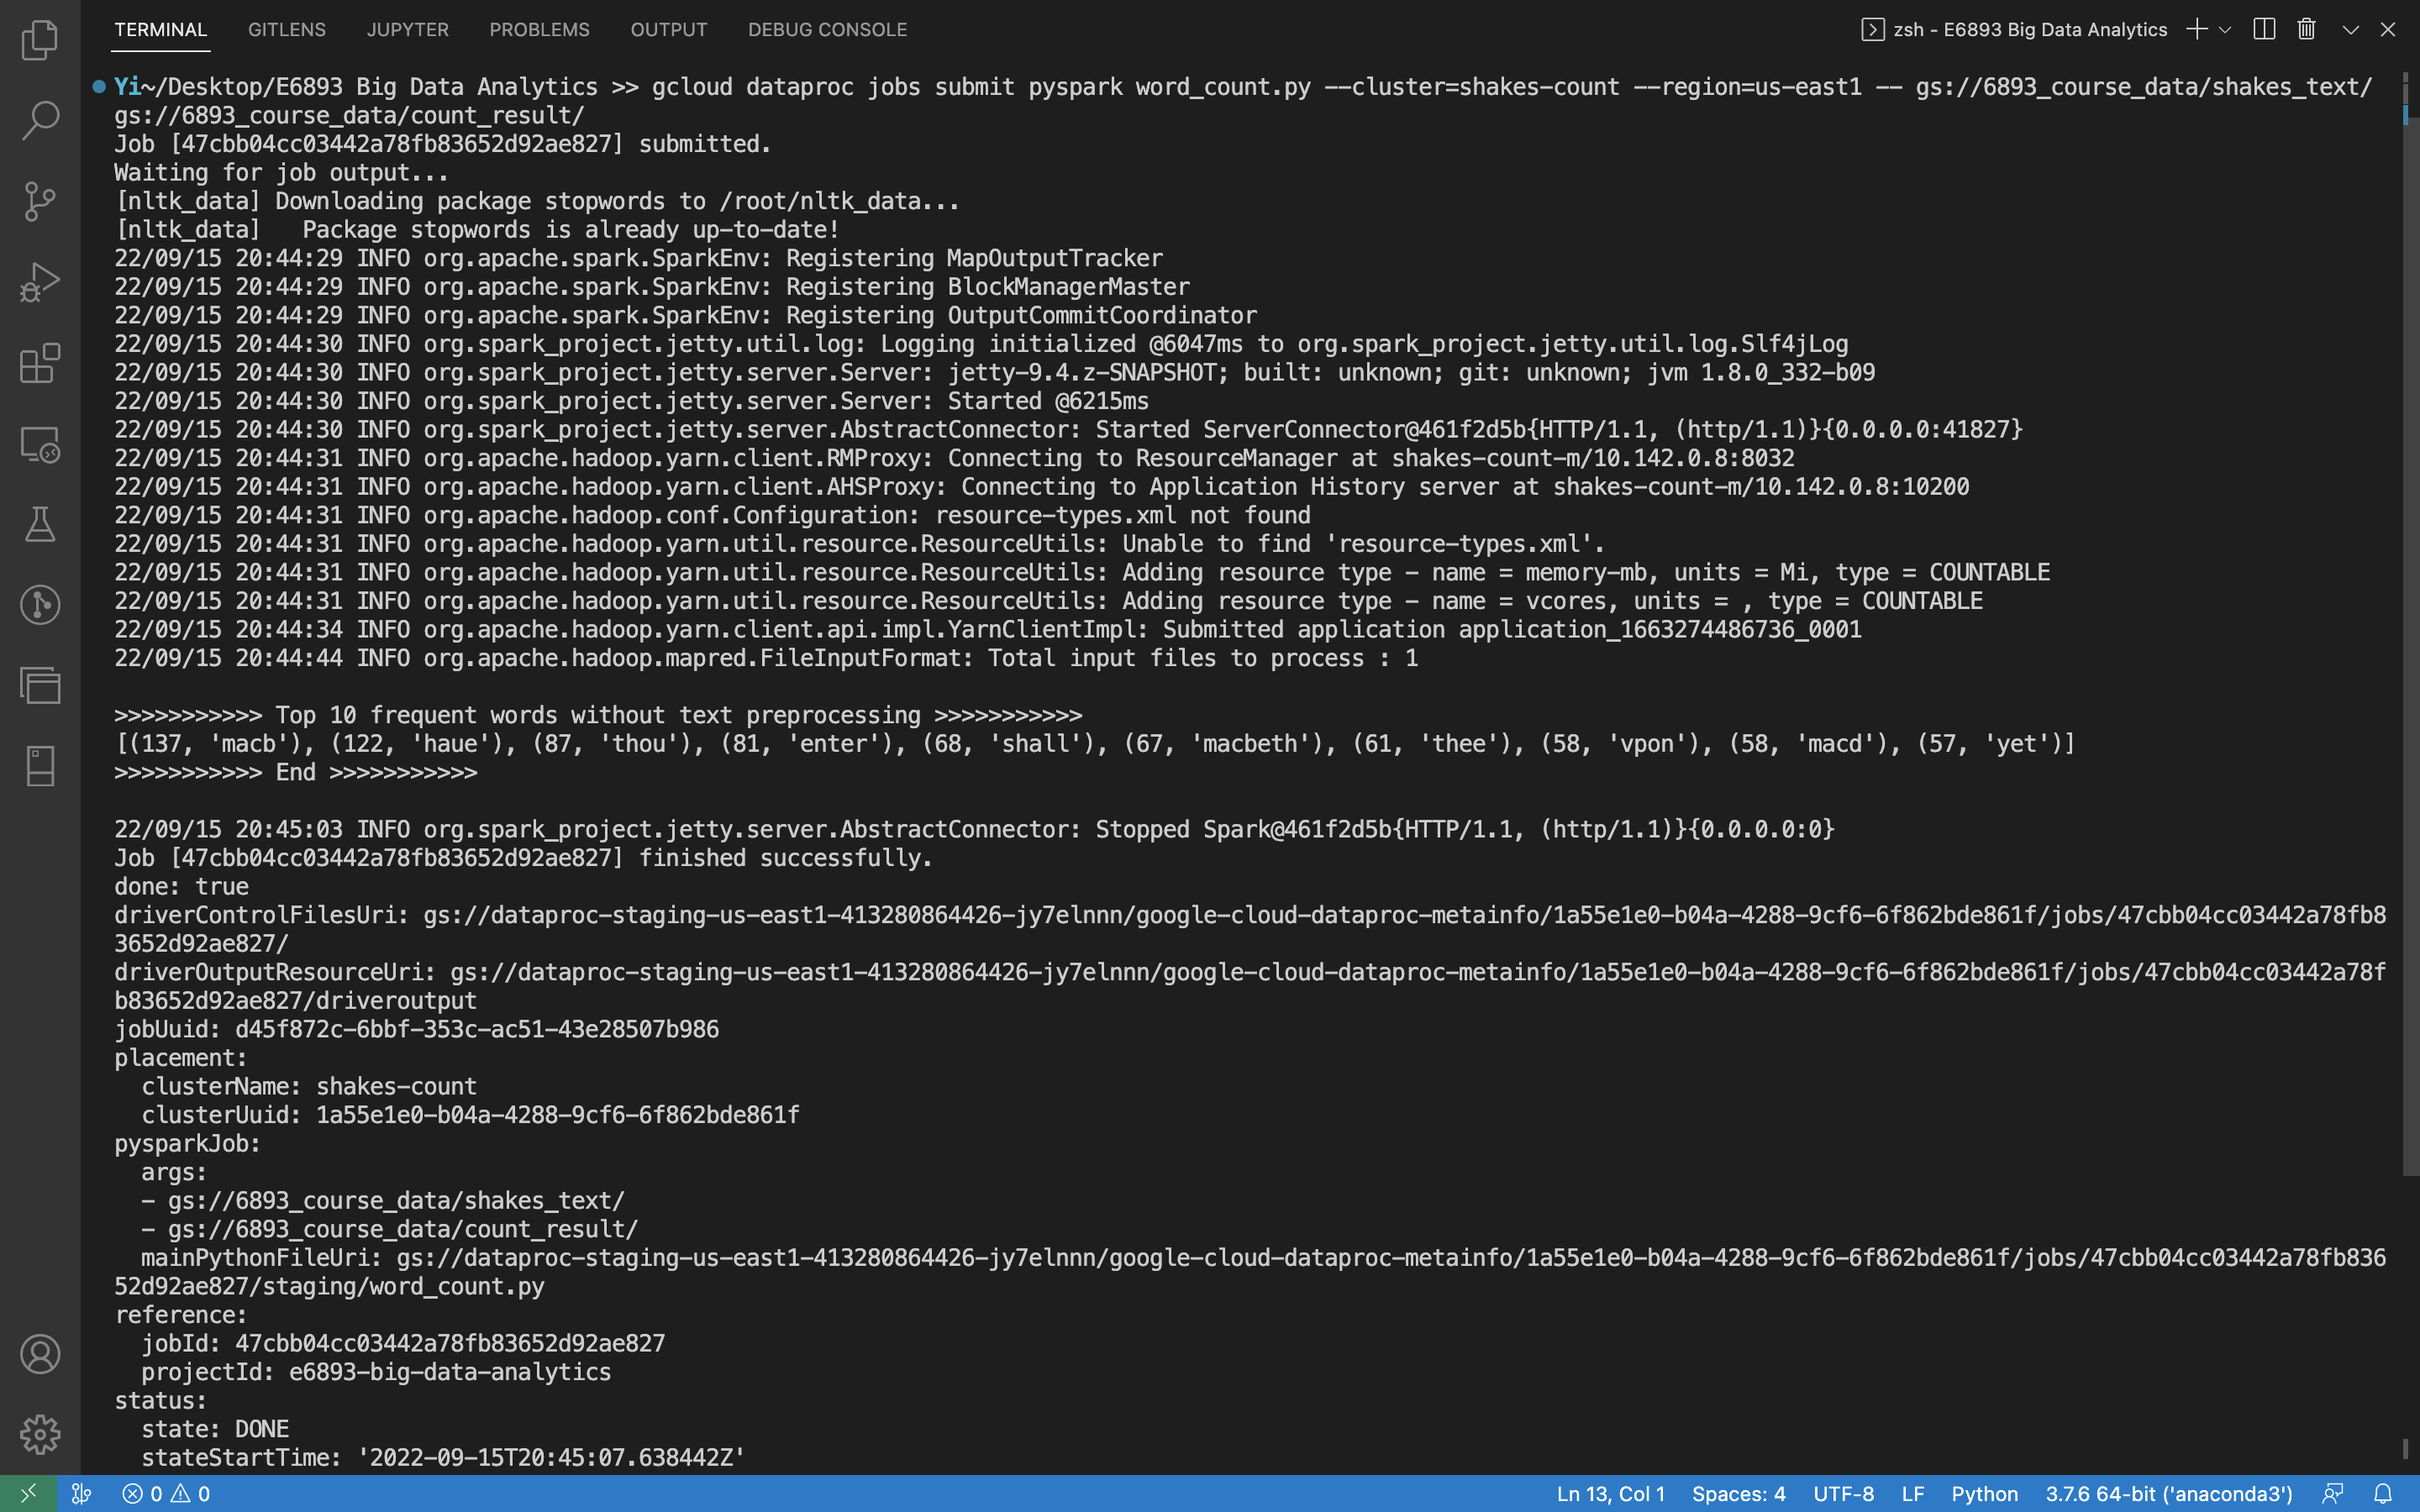 TERMINAL GITLENS JUPYTER PROBLEMS OUTPUT DEBUG CONSOLE zsh - E6893 Big Data Analytics
Yi~/Desktop/E6893 Big Data Analytics >> gcloud dataproc jobs submit pyspark word_count.py --cluster=shakes-count --region=us-east1 -- gs://6893_course_data/shakes_text/
gs://6893_course_data/count_result/
Job [47cbb04cc03442a78fb83652d92ae827] submitted.
Waiting for job output...
[nltk_data] Downloading package stopwords to /root/nltk_data...
[nltk_data]   Package stopwords is already up-to-date!
22/09/15 20:44:29 INFO org.apache.spark.SparkEnv: Registering MapOutputTracker
22/09/15 20:44:29 INFO org.apache.spark.SparkEnv: Registering BlockManagerMaster
22/09/15 20:44:29 INFO org.apache.spark.SparkEnv: Registering OutputCommitCoordinator
22/09/15 20:44:30 INFO org.spark_project.jetty.util.log: Logging initialized @6047ms to org.spark_project.jetty.util.log.Slf4jLog
22/09/15 20:44:30 INFO org.spark_project.jetty.server.Server: jetty-9.4.z-SNAPSHOT; built: unknown; git: unknown; jvm 1.8.0_332-b09
22/09/15 20:44:30 INFO org.spark_project.jetty.server.Server: Started @6215ms
22/09/15 20:44:30 INFO org.spark_project.jetty.server.AbstractConnector: Started ServerConnector@461f2d5b{HTTP/1.1, (http/1.1)}{0.0.0.0:41827}
22/09/15 20:44:31 INFO org.apache.hadoop.yarn.client.RMProxy: Connecting to ResourceManager at shakes-count-m/10.142.0.8:8032
22/09/15 20:44:31 INFO org.apache.hadoop.yarn.client.AHSProxy: Connecting to Application History server at shakes-count-m/10.142.0.8:10200
22/09/15 20:44:31 INFO org.apache.hadoop.conf.Configuration: resource-types.xml not found
22/09/15 20:44:31 INFO org.apache.hadoop.yarn.util.resource.ResourceUtils: Unable to find 'resource-types.xml'.
22/09/15 20:44:31 INFO org.apache.hadoop.yarn.util.resource.ResourceUtils: Adding resource type - name = memory-mb, units = Mi, type = COUNTABLE
22/09/15 20:44:31 INFO org.apache.hadoop.yarn.util.resource.ResourceUtils: Adding resource type - name = vcores, units = , type = COUNTABLE
22/09/15 20:44:34 INFO org.apache.hadoop.yarn.client.api.impl.YarnClientImpl: Submitted application application_1663274486736_0001
22/09/15 20:44:44 INFO org.apache.hadoop.mapred.FileInputFormat: Total input files to process : 1
>>>>>>>>>>> Top 10 frequent words without text preprocessing >>>>>>>>>>>
[(137, 'macb'), (122, 'haue'), (87, 'thou'), (81, 'enter'), (68, 'shall'), (67, 'macbeth'), (61, 'thee'), (58, 'vpon'), (58, 'macd'), (57, 'yet')]
>>>>>>>>>>> End >>>>>>>>>>>
22/09/15 20:45:03 INFO org.spark_project.jetty.server.AbstractConnector: Stopped Spark@461f2d5b{HTTP/1.1, (http/1.1)}{0.0.0.0:0}
Job [47cbb04cc03442a78fb83652d92ae827] finished successfully.
done: true
driverControlFilesUri: gs://dataproc-staging-us-east1-413280864426-jy7elnnn/google-cloud-dataproc-metainfo/1a55e1e0-b04a-4288-9cf6-6f862bde861f/jobs/47cbb04cc03442a78fb8
3652d92ae827/
driverOutputResourceUri: gs://dataproc-staging-us-east1-413280864426-jy7elnnn/google-cloud-dataproc-metainfo/1a55e1e0-b04a-4288-9cf6-6f862bde861f/jobs/47cbb04cc03442a78f
b83652d92ae827/driveroutput
jobUuid: d45f872c-6bbf-353c-ac51-43e28507b986
placement:
  clusterName: shakes-count
  clusterUuid: 1a55e1e0-b04a-4288-9cf6-6f862bde861f
pysparkJob:
  args:
  - gs://6893_course_data/shakes_text/
  - gs://6893_course_data/count_result/
  mainPythonFileUri: gs://dataproc-staging-us-east1-413280864426-jy7elnnn/google-cloud-dataproc-metainfo/1a55e1e0-b04a-4288-9cf6-6f862bde861f/jobs/47cbb04cc03442a78fb836
52d92ae827/staging/word_count.py
reference:
  jobId: 47cbb04cc03442a78fb83652d92ae827
  projectId: e6893-big-data-analytics
status:
  state: DONE
  stateStartTime: '2022-09-15T20:45:07.638442Z'
0 0 Ln 13, Col 1 Spaces: 4 UTF-8 LF Python 3.7.6 64-bit ('anaconda3')